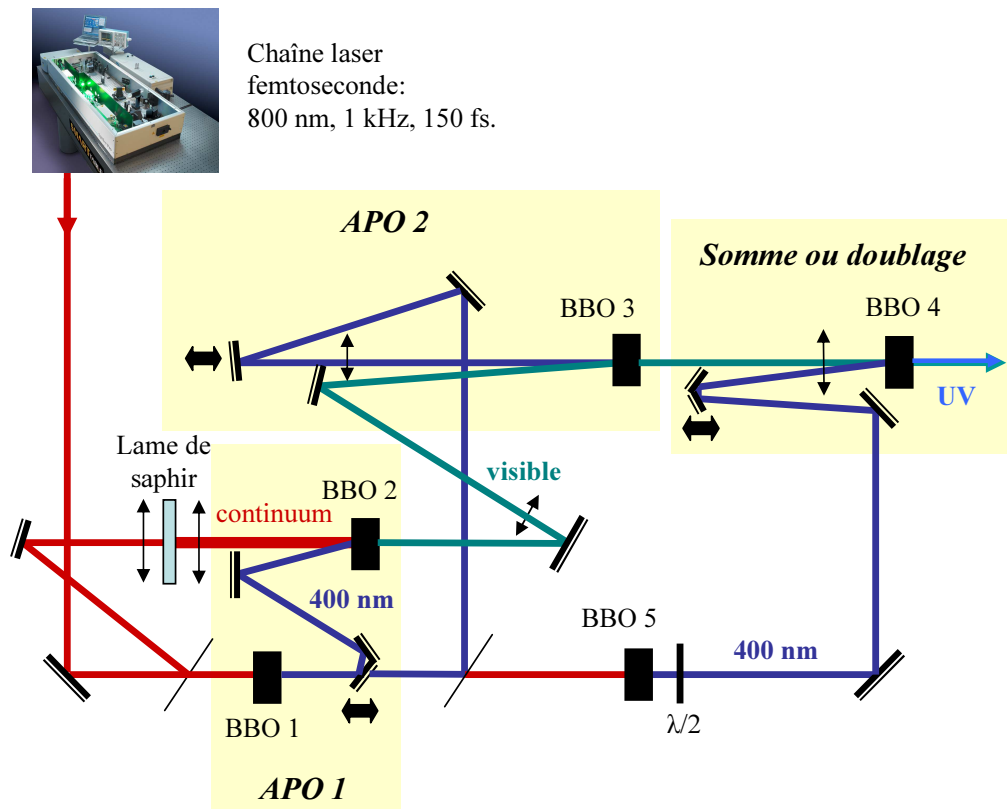 Chaîne laser
femtoseconde:
800 nm, 1 kHz, 150 fs.
APO 2
Somme ou doublage
BBO 3
BBO 4
UV
Lame de
saphir
continuum
BBO 2
visible
400 nm
BBO 5
400 nm
BBO 1
λ/2
APO 1